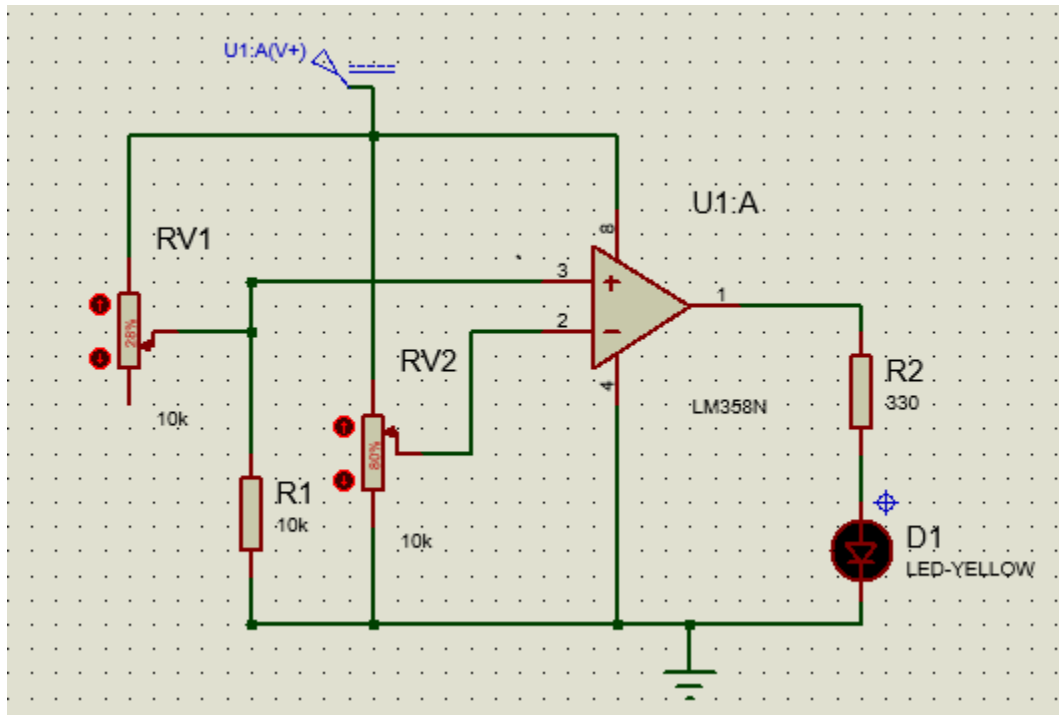 U1:A(V+)
U1:A
RV1
8
3
1
28%
2
RV2
4
R2
LM358N
330
10k
80%
R1
10k
10k
D1
LED-YELLOW